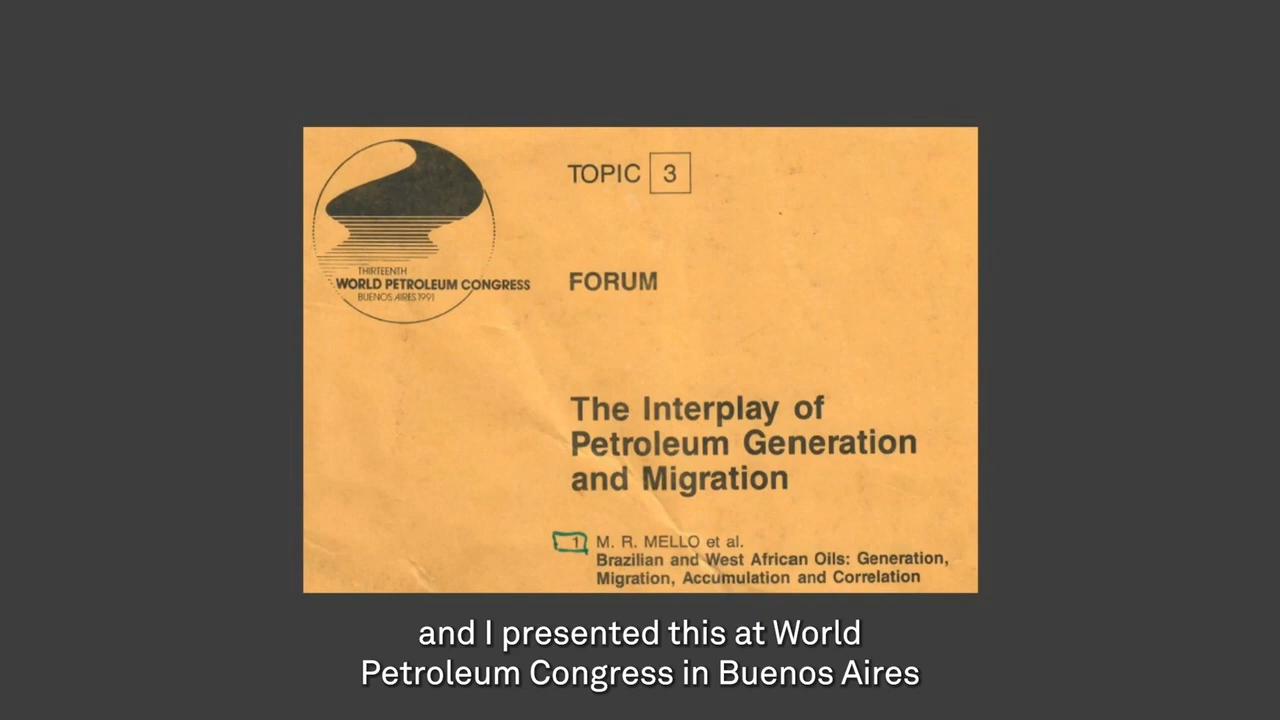 THIRTEENTH
WORLD PETROLEUM CONGRESS
BUENOS AIRES 1991
TOPIC 3
FORUM
The Interplay of
Petroleum Generation
and Migration
1 M. R. MELLO et al.
Brazilian and West African Oils: Generation,
Migration, Accumulation and Correlation
and I presented this at World
Petroleum Congress in Buenos Aires